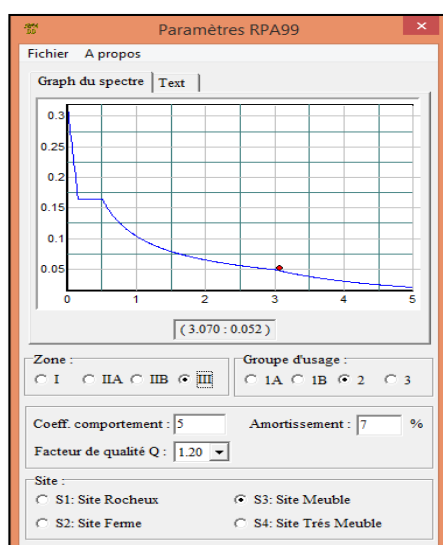 Paramètres RPA99
Fichier A propos
Graph du spectre Text
0.3
0.25
0.2
0.15
0.1
0.05
0 1 2 3 4 5
( 3.070 : 0.052 )
Zone : Groupe d'usage :
I IIA IIB III 1A 1B 2 3
Coeff. comportement : 5 Amortissement : 7 %
Facteur de qualité Q : 1.20
Site :
S1: Site Rocheux S3: Site Meuble
S2: Site Ferme S4: Site Trés Meuble